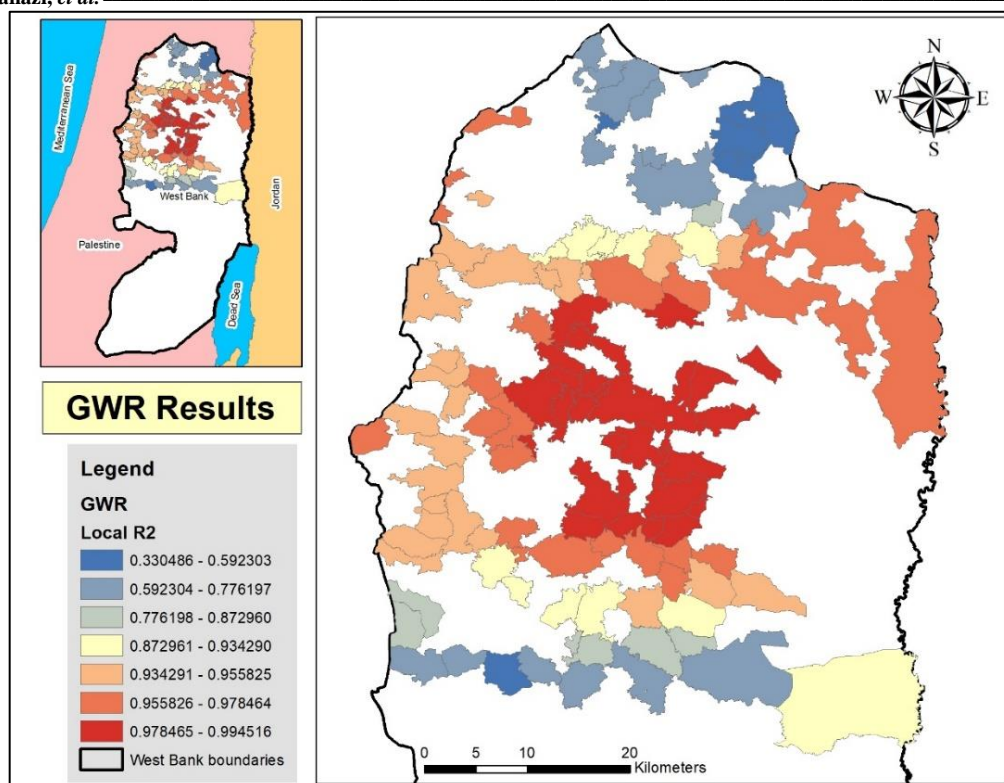 et al.
Mediterranean Sea
West Bank
Jordan
Palestine
Dead Sea
GWR Results
Legend
GWR
Local R2
0.330486 - 0.592303
0.592304 - 0.776197
0.776198 - 0.872960
0.872961 - 0.934290
0.934291 - 0.955825
0.955826 - 0.978464
0.978465 - 0.994516
West Bank boundaries
N
W E
S
0 5 10 20
Kilometers